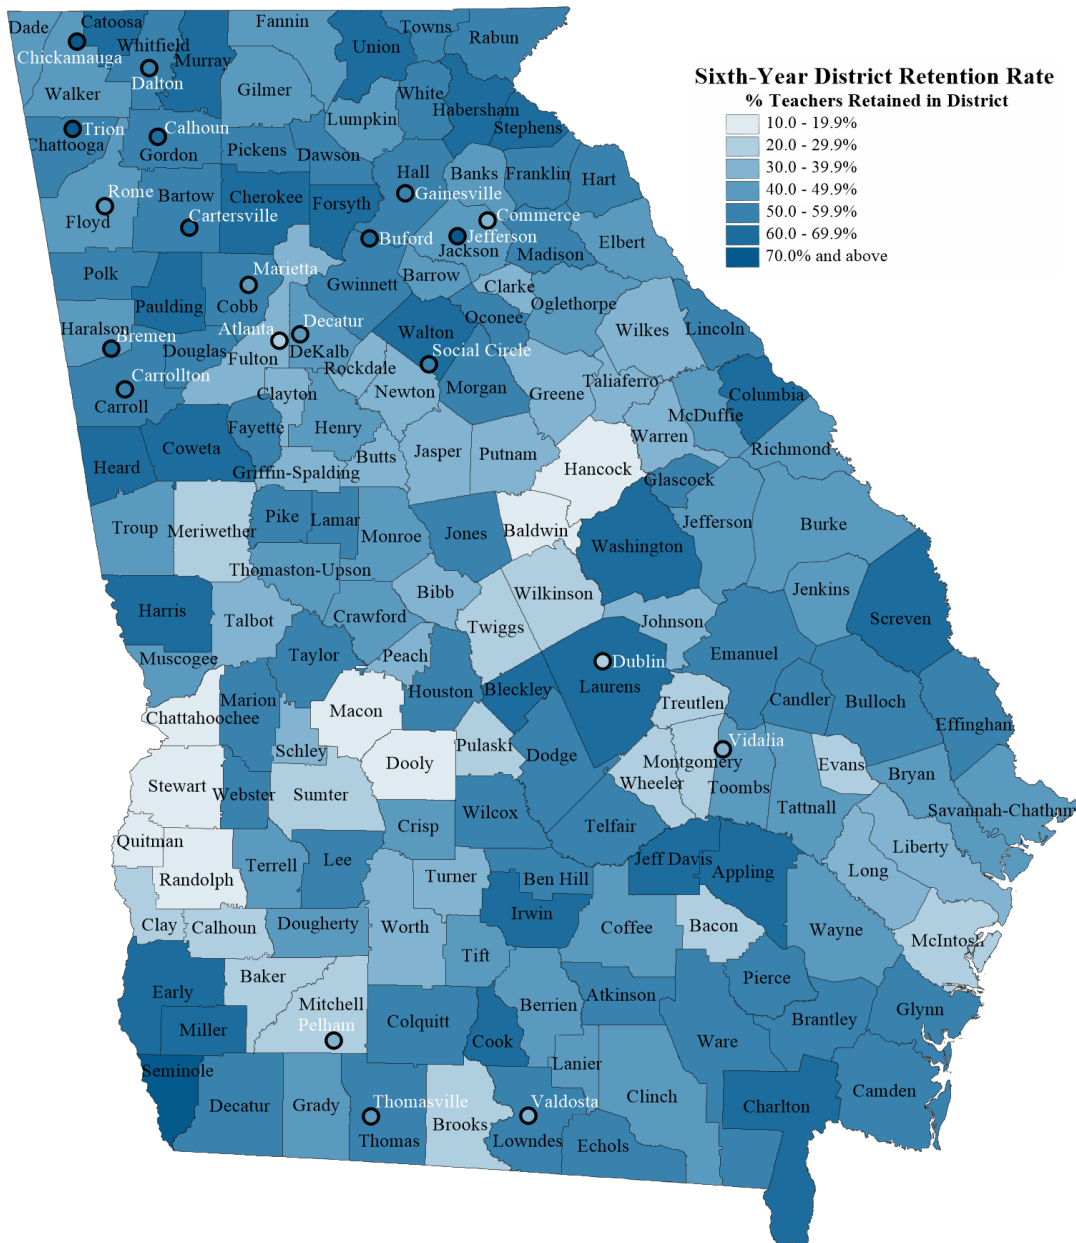 Sixth-Year District Retention Rate
% Teachers Retained in District
10.0 - 19.9%
20.0 - 29.9%
30.0 - 39.9%
40.0 - 49.9%
50.0 - 59.9%
60.0 - 69.9%
70.0% and above
Dade
Catoosa
Fannin
Towns
Rabun
Union
Whitfield
Chickamauga
Murray
Dalton
Walker
Gilmer
White
Habersham
Lumpkin
Stephens
Trion
Calhoun
Chattooga
Gordon
Pickens
Dawson
Hall
Banks
Franklin
Hart
Rome
Bartow
Cherokee
Forsyth
Gainesville
Floyd
Cartersville
Commerce
Buford
Jefferson
Jackson
Madison
Elbert
Polk
Marietta
Gwinnett
Barrow
Clarke
Paulding
Cobb
Oglethorpe
Oconee
Haralson
Bremen
Atlanta
Decatur
Walton
Wilkes
Lincoln
Douglas
Fulton
DeKalb
Social Circle
Rockdale
Carrollton
Carroll
Clayton
Newton
Morgan
Greene
Taliaferro
Columbia
McDuffie
Fayette
Henry
Warren
Richmond
Coweta
Heard
Butts
Jasper
Putnam
Griffin-Spalding
Hancock
Glascock
Troup
Meriwether
Pike
Lamar
Monroe
Jones
Baldwin
Washington
Jefferson
Burke
Thomaston-Upson
Bibb
Wilkinson
Jenkins
Harris
Talbot
Crawford
Twiggs
Johnson
Screven
Muscogee
Taylor
Peach
Emanuel
Dublin
Marion
Houston
Bleckley
Laurens
Treutlen
Candler
Bulloch
Chattahoochee
Macon
Effingham
Schley
Pulaski
Dodge
Vidalia
Dooly
Montgomery
Evans
Bryan
Stewart
Webster
Sumter
Wheeler
Toombs
Tattnall
Savannah-Chatham
Wilcox
Crisp
Telfair
Quitman
Liberty
Terrell
Lee
Jeff Davis
Appling
Long
Randolph
Turner
Ben Hill
Irwin
Clay
Calhoun
Dougherty
Worth
Coffee
Bacon
Wayne
McIntosh
Tift
Baker
Pierce
Early
Mitchell
Berrien
Atkinson
Glynn
Pelham
Miller
Colquitt
Cook
Ware
Brantley
Lanier
Seminole
Camden
Decatur
Grady
Thomasville
Valdosta
Clinch
Charlton
Brooks
Thomas
Lowndes
Echols